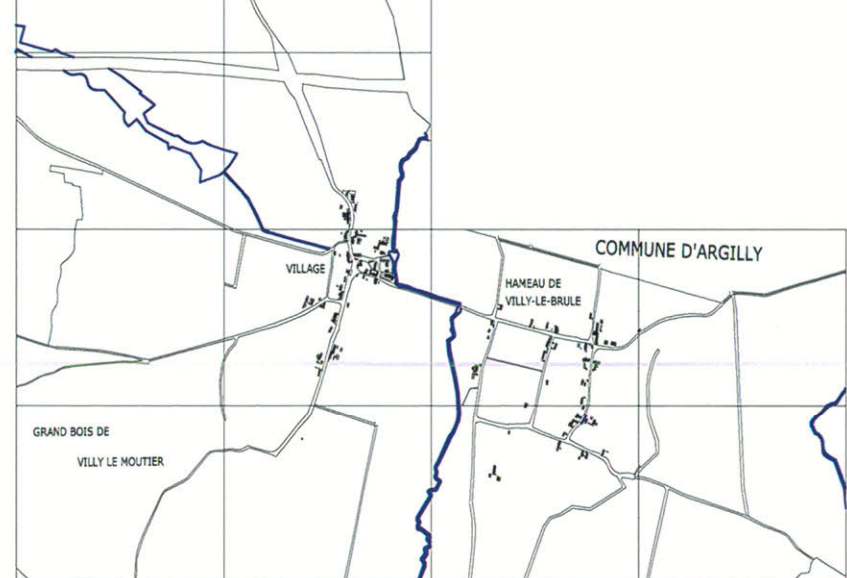 COMMUNE D'ARGILLY
VILLAGE
HAMEAU DE
VILLY-LE-BRULE
GRAND BOIS DE
VILLY LE MOUTIER